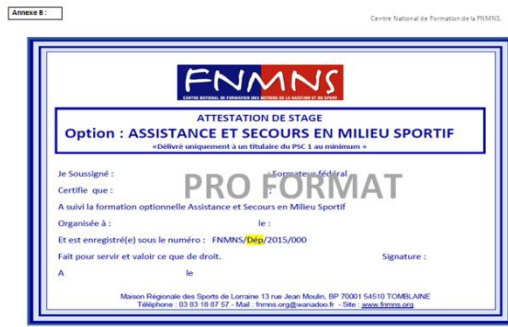 Annexe 8 :
Centre National de Formation de la FNMNS.
FNMNS
CENTRE NATIONAL DE FORMATION DES METIERS DE LA NATATION ET DU SPORT
ATTESTATION DE STAGE
Option : ASSISTANCE ET SECOURS EN MILIEU SPORTIF
«Délivré uniquement à un titulaire du PSC 1 au minimum »
Je Soussigné : : Formateur fédéral
Certifie que :
PRO FORMAT
A suivi la formation optionnelle Assistance et Secours en Milieu Sportif
Organisée à : le :
Et est enregistré(e) sous le numéro : FNMNS/Dép/2015/000
Fait pour servir et valoir ce que de droit. Signature :
A le
Maison Régionale des Sports de Lorraine 13 rue Jean Moulin, BP 70001 54510 TOMBLAINE
Téléphone : 03 83 18 87 57 - Mail : fnmns.org@wanadoo.fr - Site : www.fnmns.org